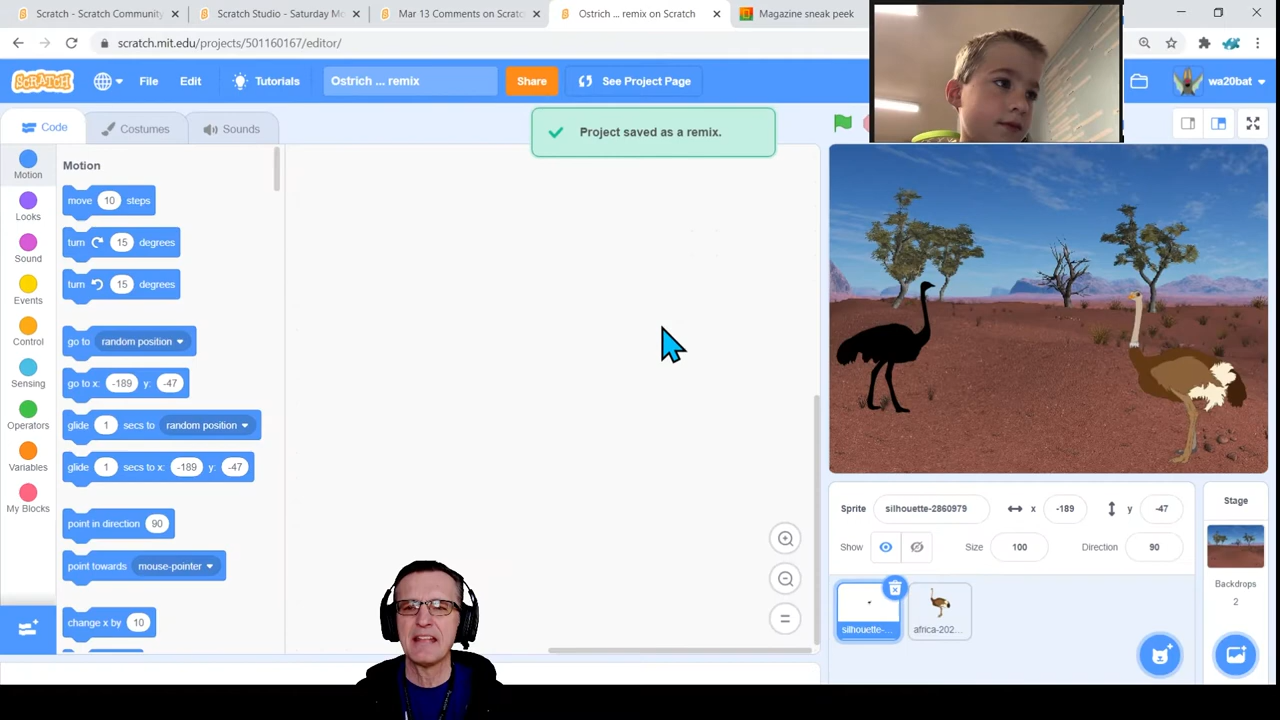 Scratch - Scratch Community
Scratch Studio - Saturday Mo
Mar 13 Comments on Scratc
Ostrich ... remix on Scratch
Magazine sneak peek
scratch.mit.edu/projects/501160167/editor/
SCRATCH
File
Edit
Tutorials
Ostrich ... remix
Share
See Project Page
wa20bat
Code
Costumes
Sounds
Project saved as a remix.
Motion
Looks
Sound
Events
Control
Sensing
Operators
Variables
My Blocks
Motion
move 10 steps
turn 15 degrees
turn 15 degrees
go to random position
go to x: -189 y: -47
glide 1 secs to random position
glide 1 secs to x: -189 y: -47
point in direction 90
point towards mouse-pointer
change x by 10
Sprite silhouette-2860979 x -189 y -47
Show Size 100 Direction 90
silhouette-...
africa-202...
Stage
Backdrops
2